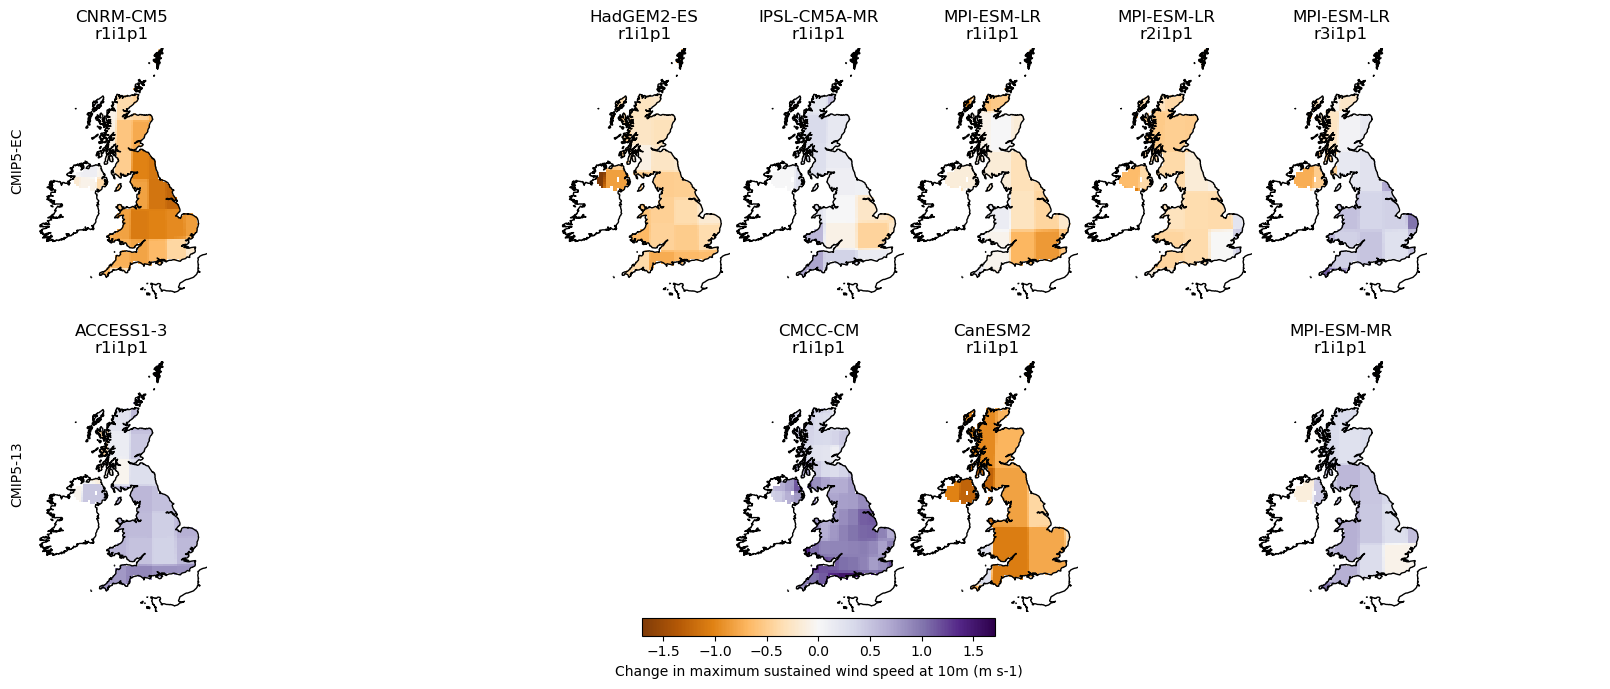 CNRM-CM5
r1i1p1
HadGEM2-ES
r1i1p1
IPSL-CM5A-MR
r1i1p1
MPI-ESM-LR
r1i1p1
MPI-ESM-LR
r2i1p1
MPI-ESM-LR
r3i1p1
CMIP5-EC
ACCESS1-3
r1i1p1
CMCC-CM
r1i1p1
CanESM2
r1i1p1
MPI-ESM-MR
r1i1p1
CMIP5-13
−1.5 −1.0 −0.5 0.0 0.5 1.0 1.5
Change in maximum sustained wind speed at 10m (m s-1)